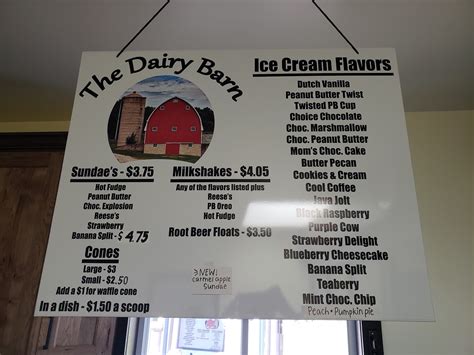 The Dairy Barn
Sundae's - $3.75
Hot Fudge
Peanut Butter
Choc. Explosion
Reese's
Strawberry
Banana Split - $4.75
Cones
Large - $3
Small - $2.50
Add a $1 for waffle cone
In a dish - $1.50 a scoop
Milkshakes - $4.05
Any of the flavors listed plus
Reese's
PB Oreo
Hot Fudge
Root Beer Floats - $3.50
NEW!
carmel apple
Sundae
Ice Cream Flavors
Dutch Vanilla
Peanut Butter Twist
Twisted PB Cup
Choice Chocolate
Choc. Marshmallow
Choc. Peanut Butter
Mom's Choc. Cake
Butter Pecan
Cookies & Cream
Cool Coffee
Java Jolt
Black Raspberry
Purple Cow
Strawberry Delight
Blueberry Cheesecake
Banana Split
Teaberry
Mint Choc. Chip
Peach • Pumpkin pie